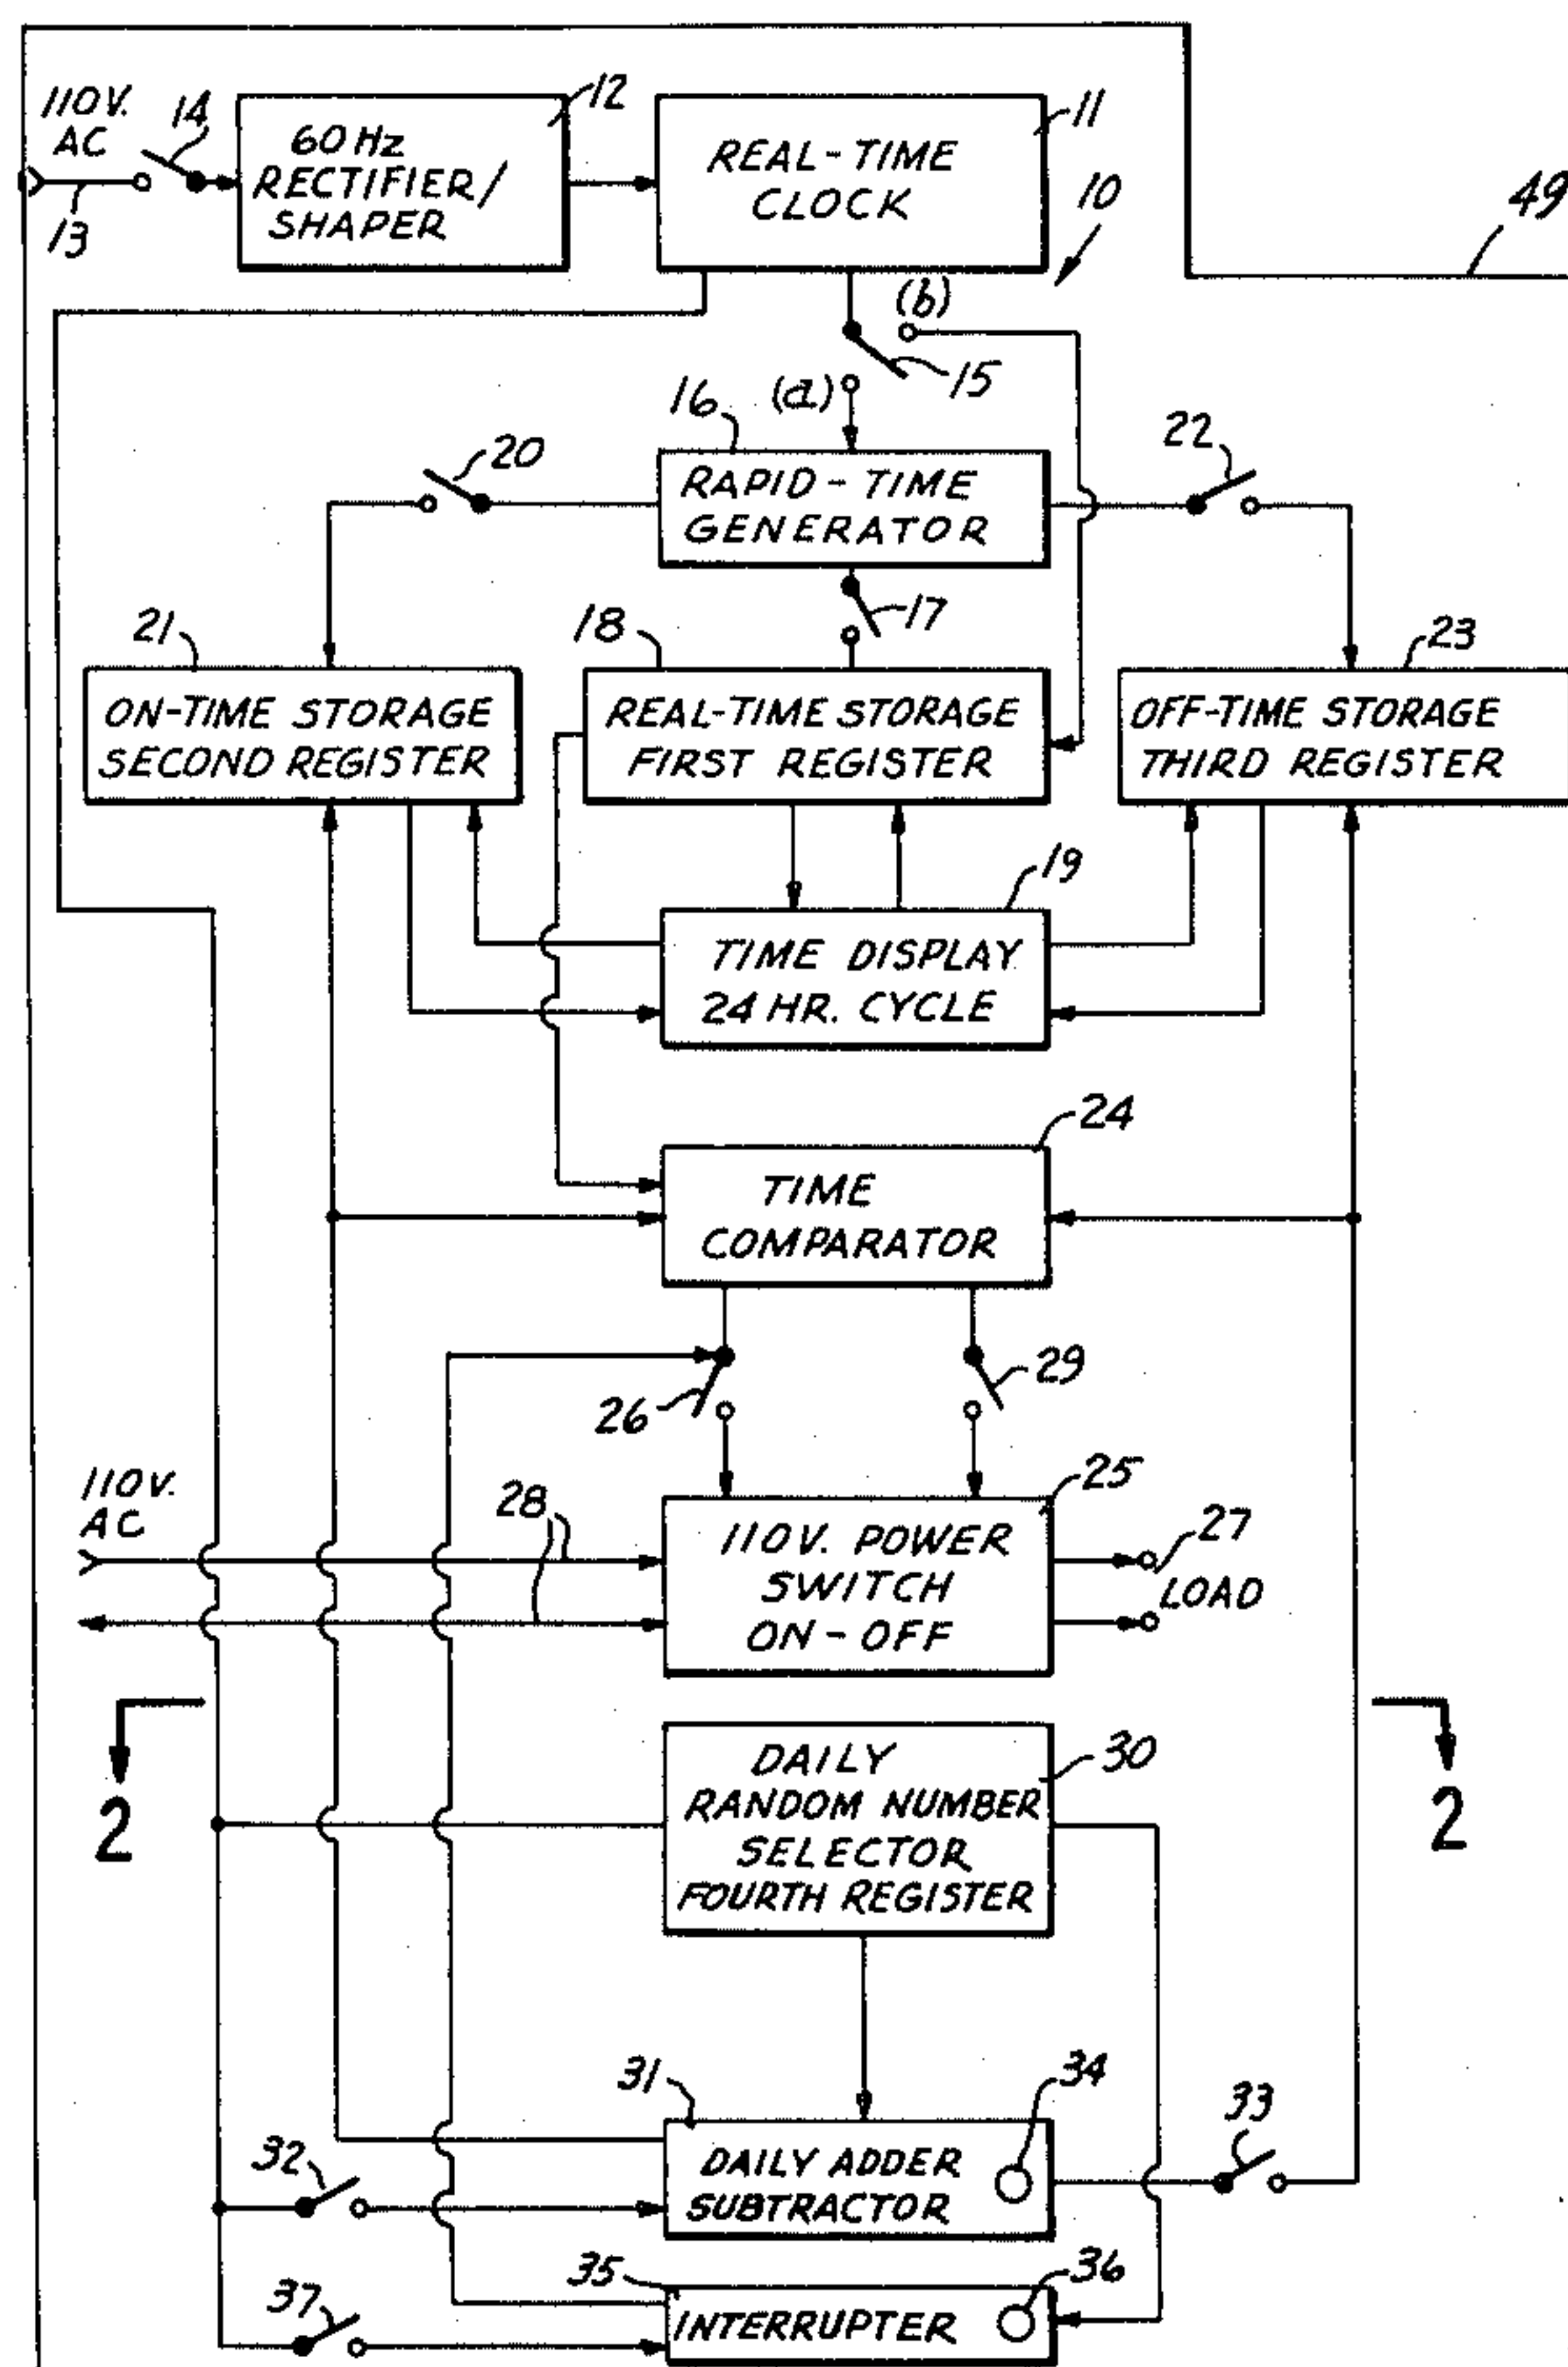 110V.
AC
14
13
12
60 Hz
RECTIFIER/
SHAPER
11
REAL-TIME
CLOCK
10
49
(b)
15
(a)
16
RAPID-TIME
GENERATOR
20
22
17
21
ON-TIME STORAGE
SECOND REGISTER
18
REAL-TIME STORAGE
FIRST REGISTER
23
OFF-TIME STORAGE
THIRD REGISTER
19
TIME DISPLAY
24 HR. CYCLE
24
TIME
COMPARATOR
26
29
110V.
AC
28
25
110V. POWER
SWITCH
ON-OFF
27
LOAD
2
2
30
DAILY
RANDOM NUMBER
SELECTOR
FOURTH REGISTER
31
34
DAILY ADDER
SUBTRACTOR
32
33
35
36
INTERRUPTER
37